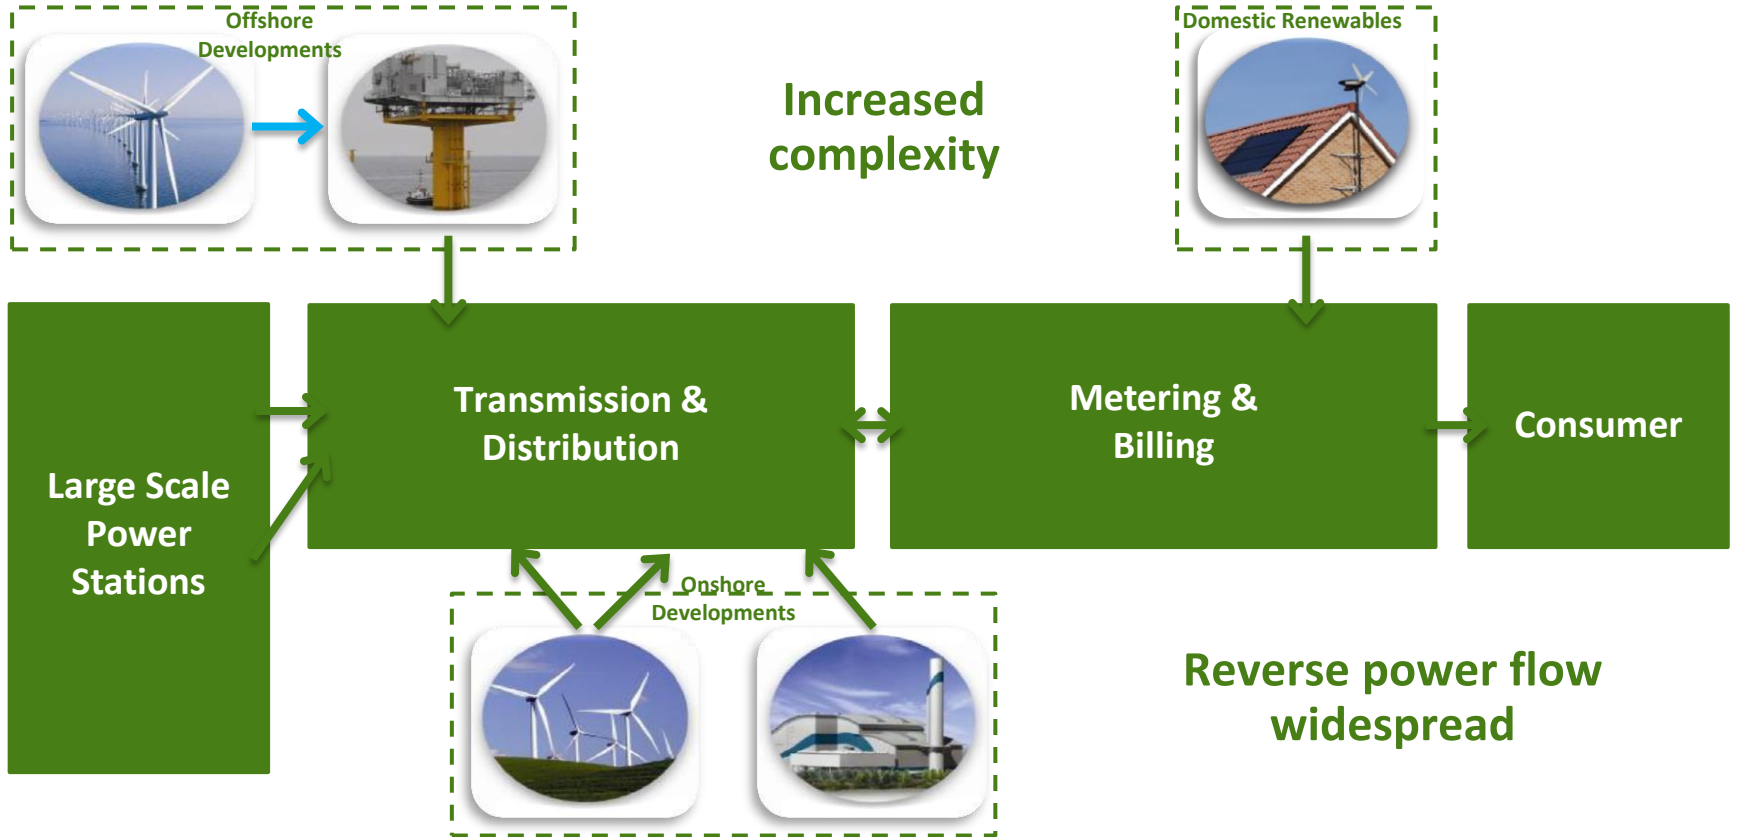 Offshore
Developments
Domestic Renewables
Increased
complexity
Large Scale
Power
Stations
Transmission &
Distribution
Metering &
Billing
Consumer
Onshore
Developments
Reverse power flow
widespread